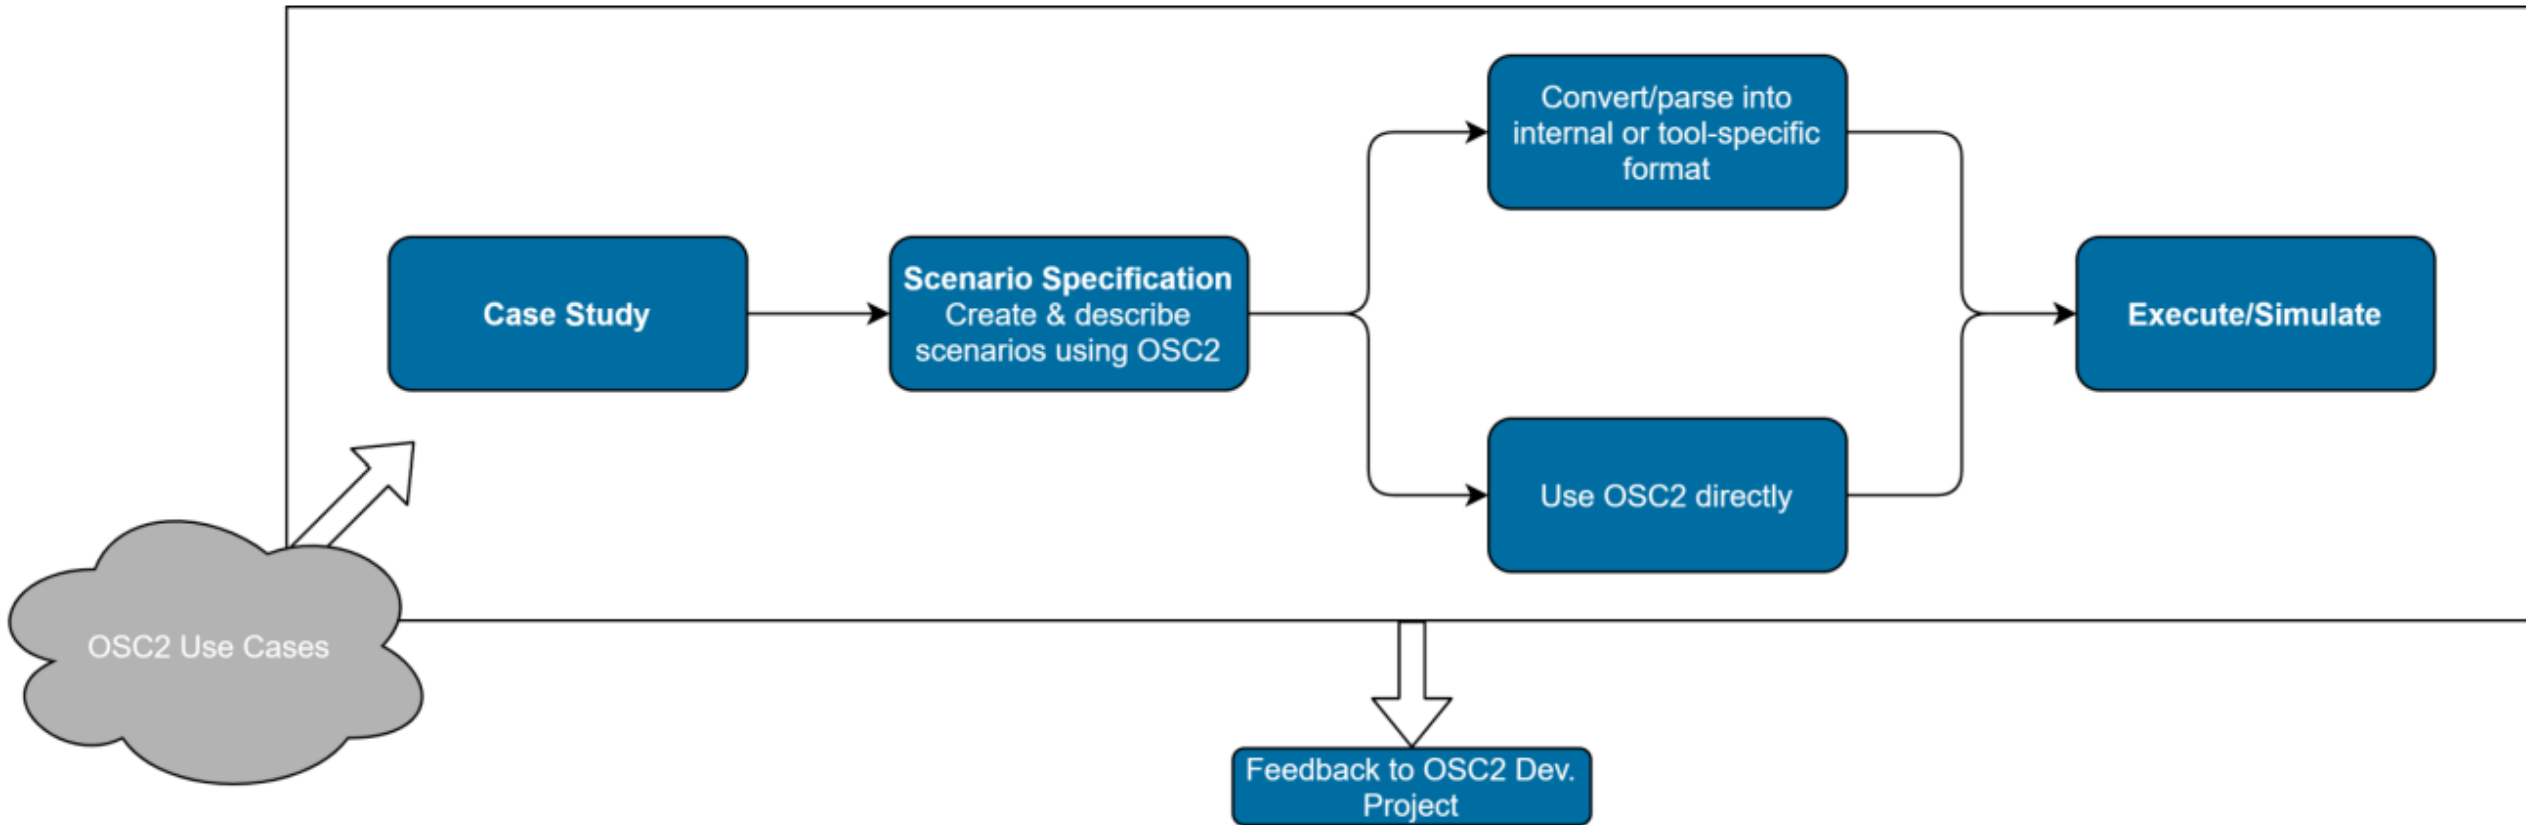 Convert/parse into
internal or tool-specific
format
Case Study
Scenario Specification
Create & describe
scenarios using OSC2
Execute/Simulate
Use OSC2 directly
OSC2 Use Cases
Feedback to OSC2 Dev.
Project